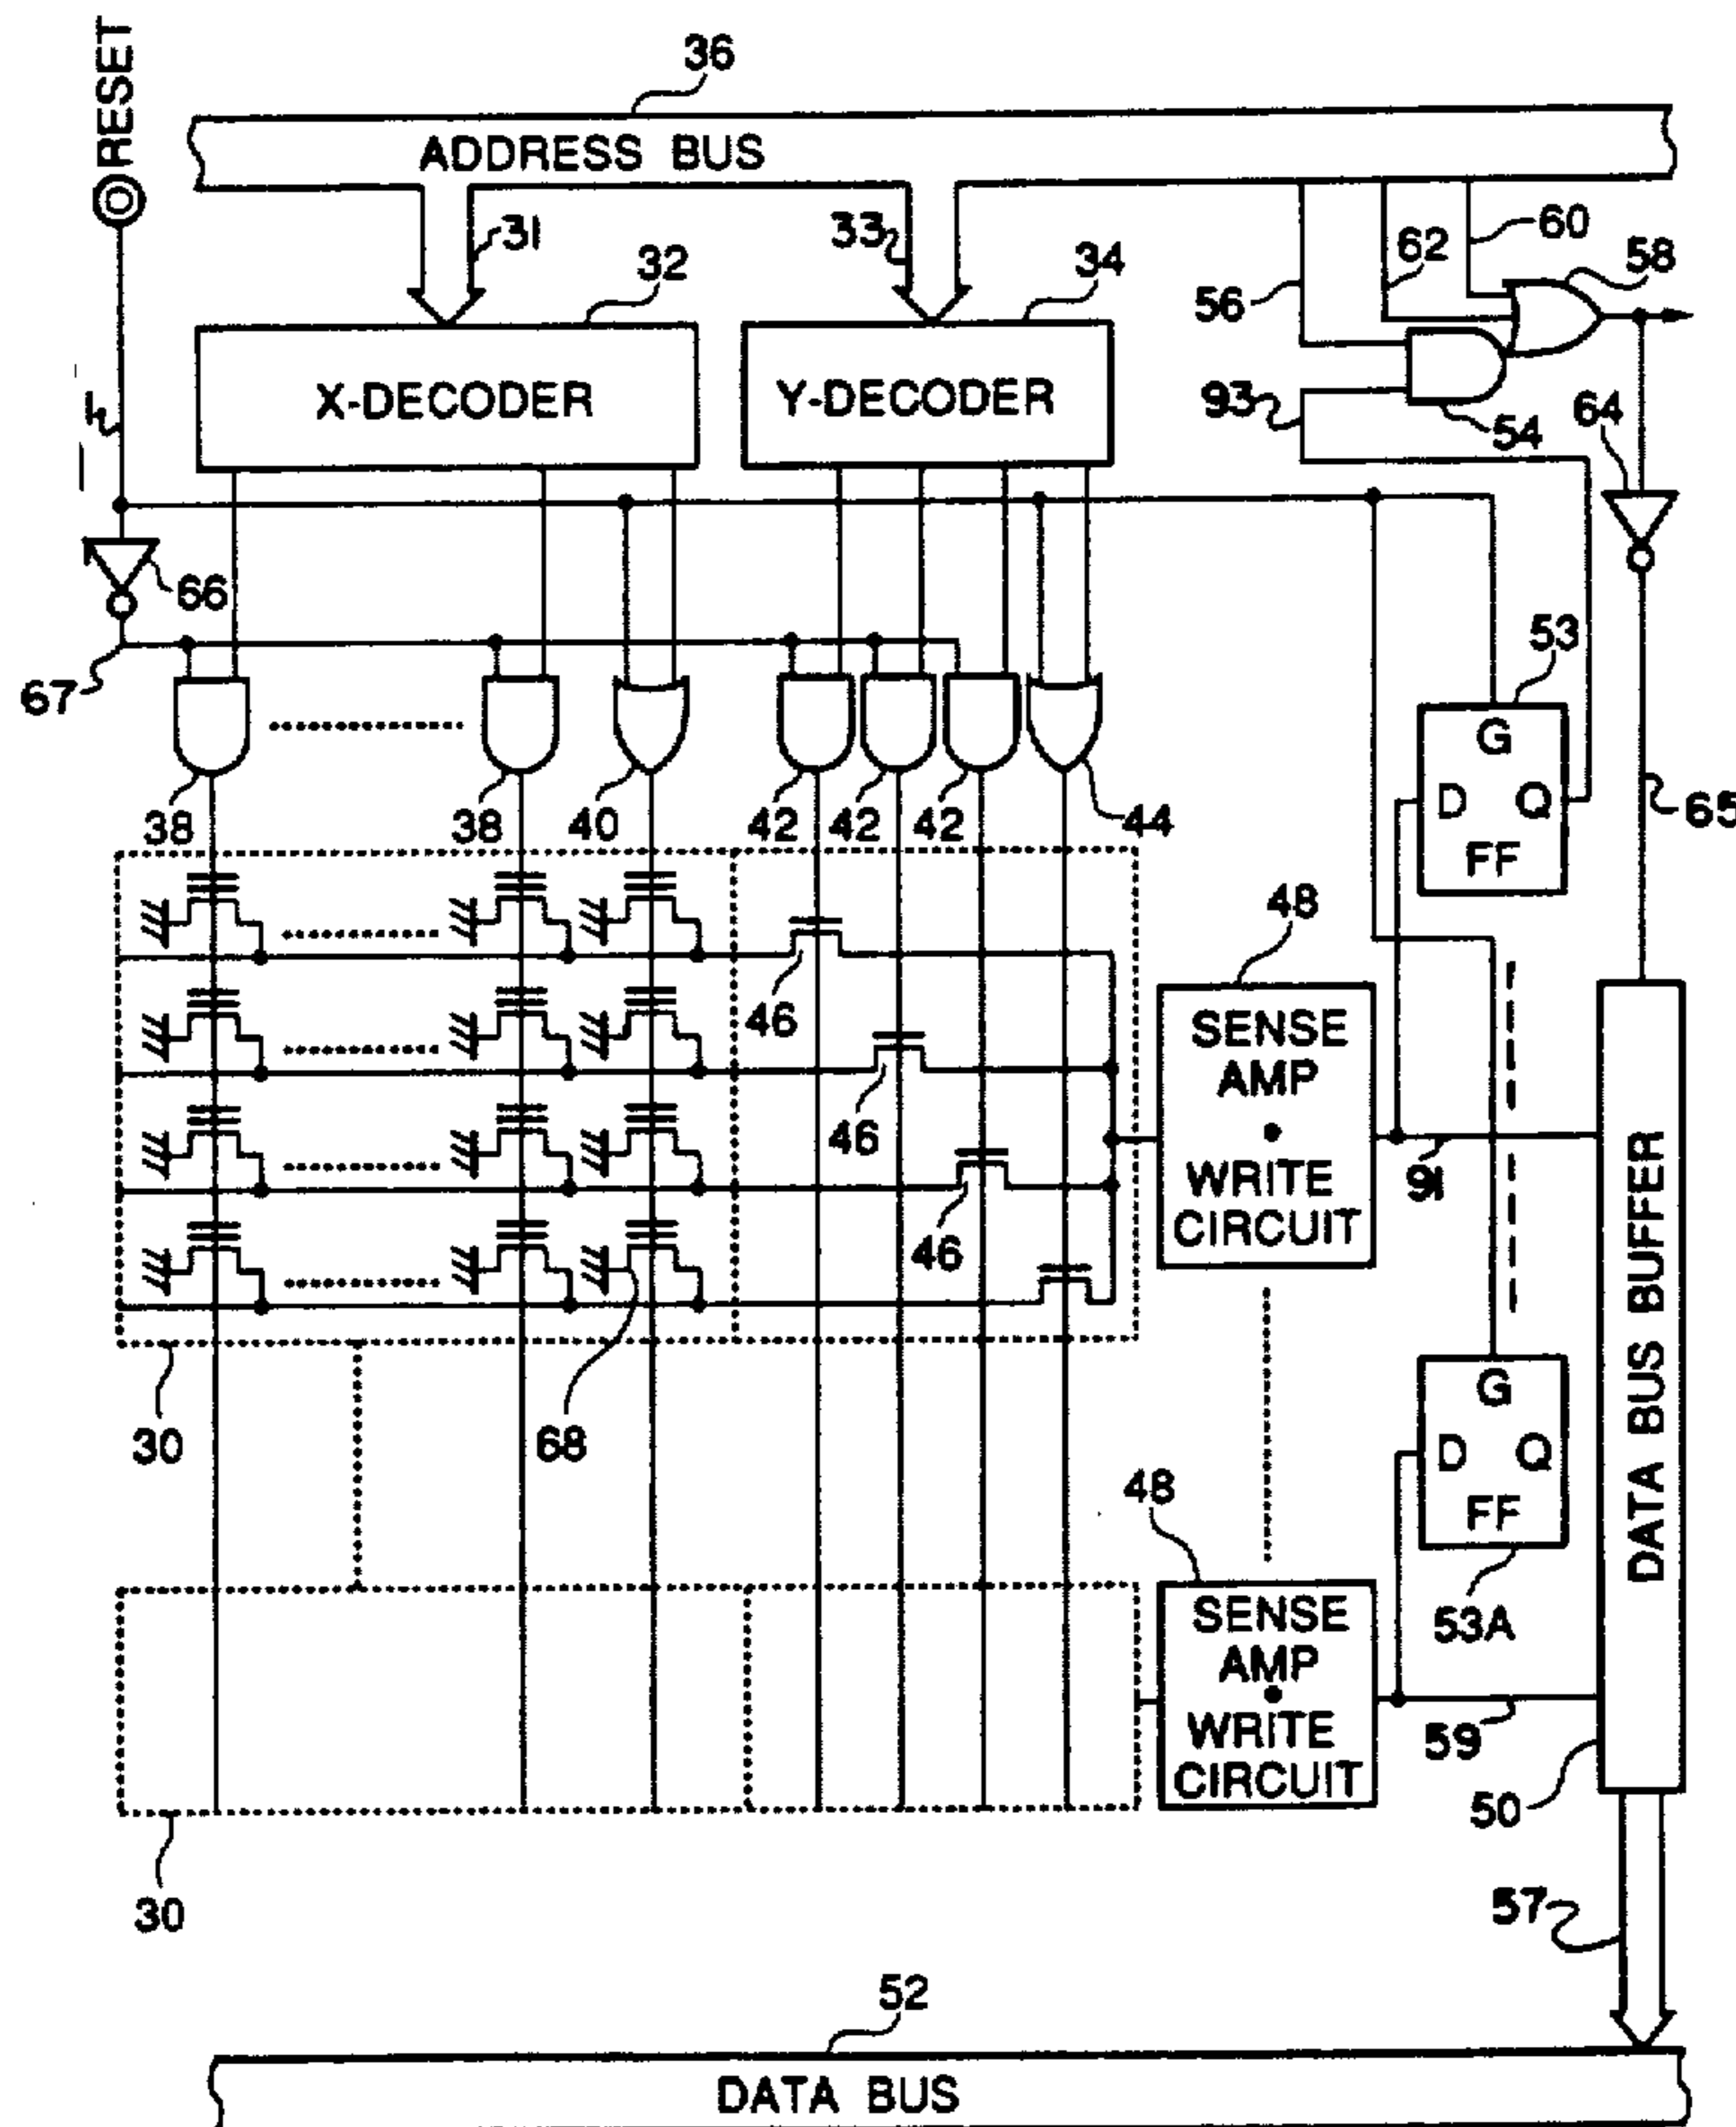 RESET
36
ADDRESS BUS
31
33
62
60
58
32
34
56
X-DECODER
Y-DECODER
93
54
64
66
67
53
G
D Q
FF
65
38
38
40
42
42
42
44
48
46
SENSE
AMP
WRITE
CIRCUIT
46
91
46
DATA BUS BUFFER
30
68
G
D Q
FF
48
53A
SENSE
AMP
WRITE
CIRCUIT
59
50
30
57
52
DATA BUS